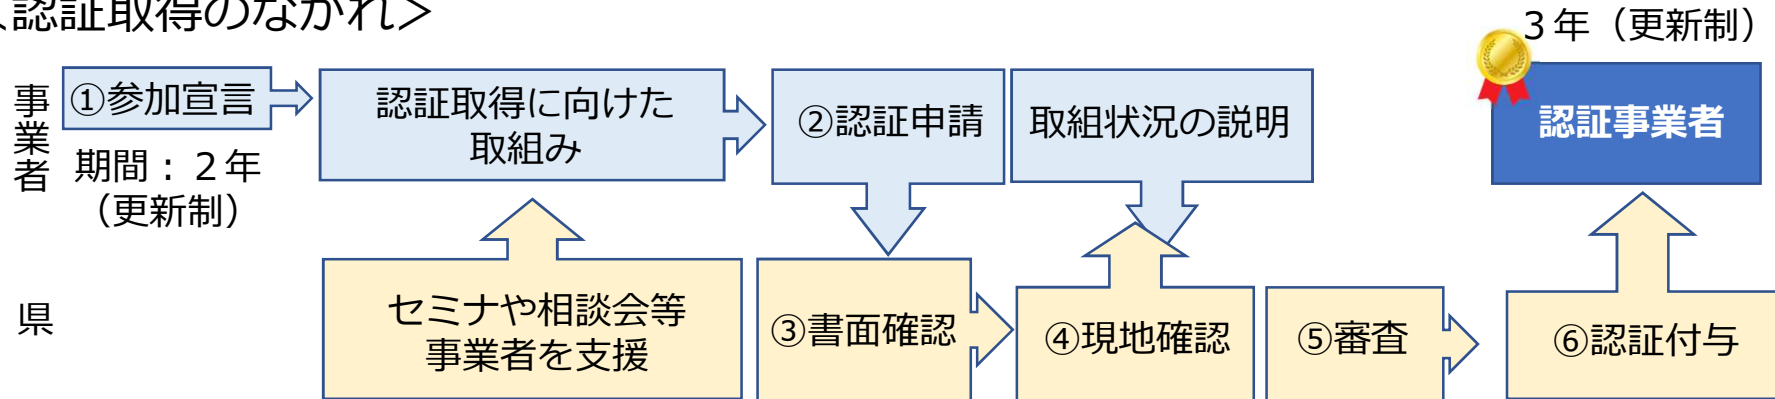 認証取得のながれ＞
３年（更新制）
事業者
①参加宣言
期間：２年
（更新制）
認証取得に向けた
取組み
②認証申請
取組状況の説明
認証事業者
県
セミナや相談会等
事業者を支援
③書面確認
④現地確認
⑤審査
⑥認証付与